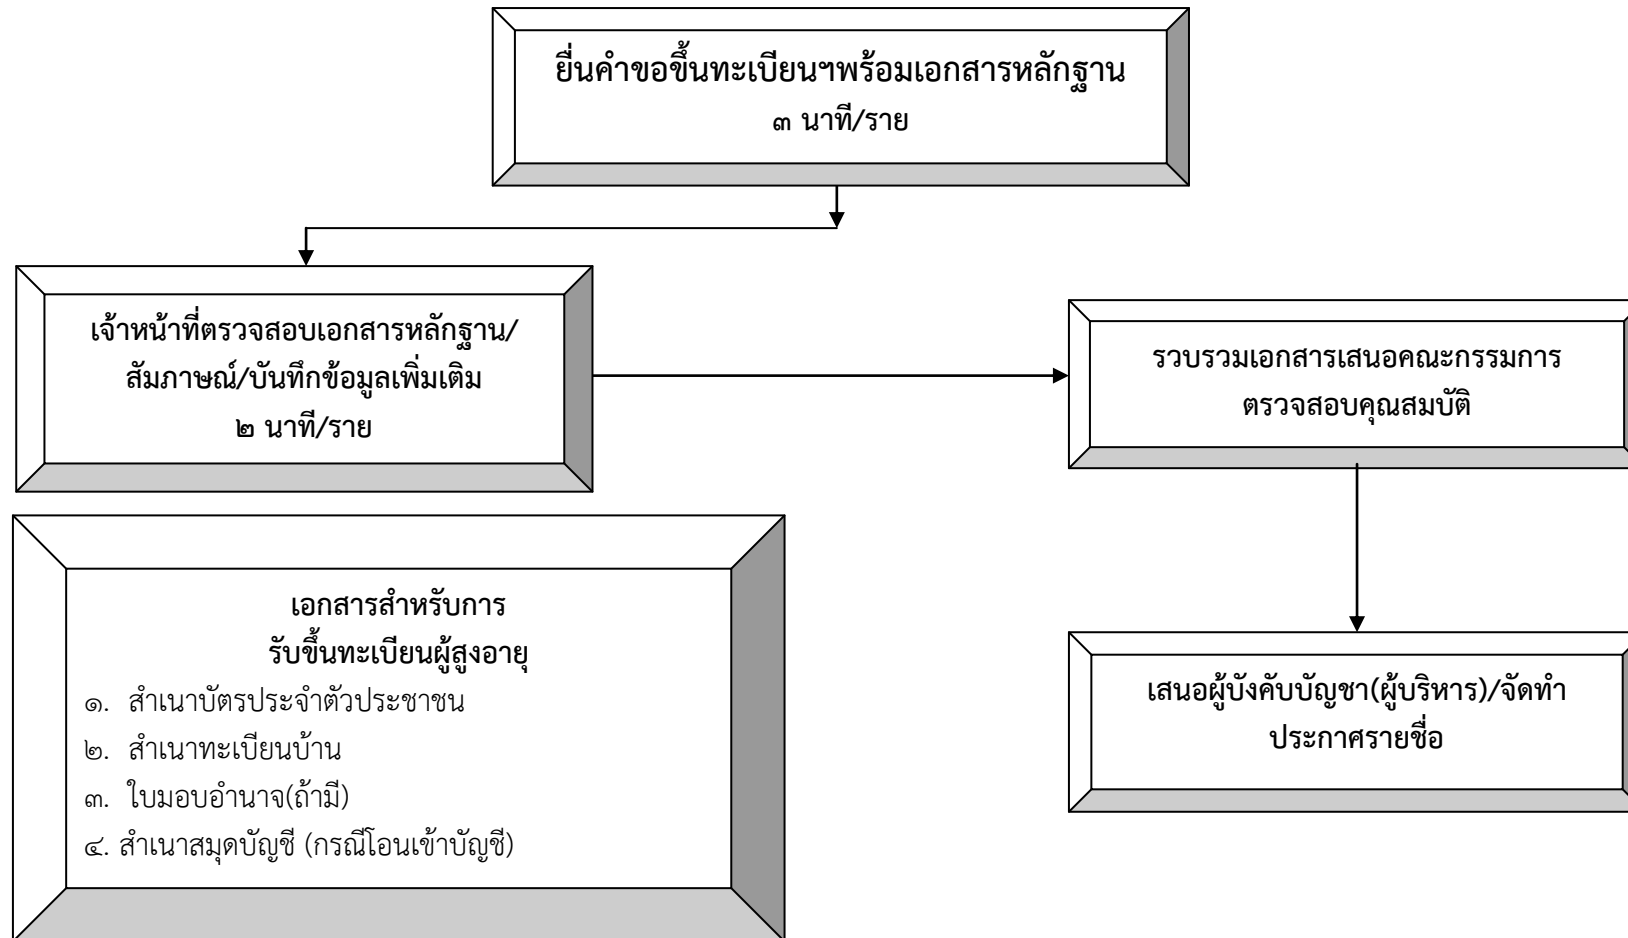 ยื่นคำขอขึ้นทะเบียนฯพร้อมเอกสารหลักฐาน
๓ นาที/ราย
เจ้าหน้าที่ตรวจสอบเอกสารหลักฐาน/
สัมภาษณ์/บันทึกข้อมูลเพิ่มเติม
๒ นาที/ราย
รวบรวมเอกสารเสนอคณะกรรมการ
ตรวจสอบคุณสมบัติ
เอกสารสำหรับการ
รับขึ้นทะเบียนผู้สูงอายุ
๑. สำเนาบัตรประจำตัวประชาชน
๒. สำเนาทะเบียนบ้าน
๓. ใบมอบอำนาจ(ถ้ามี)
๔. สำเนาสมุดบัญชี (กรณีโอนเข้าบัญชี)
เสนอผู้บังคับบัญชา(ผู้บริหาร)/จัดทำ
ประกาศรายชื่อ